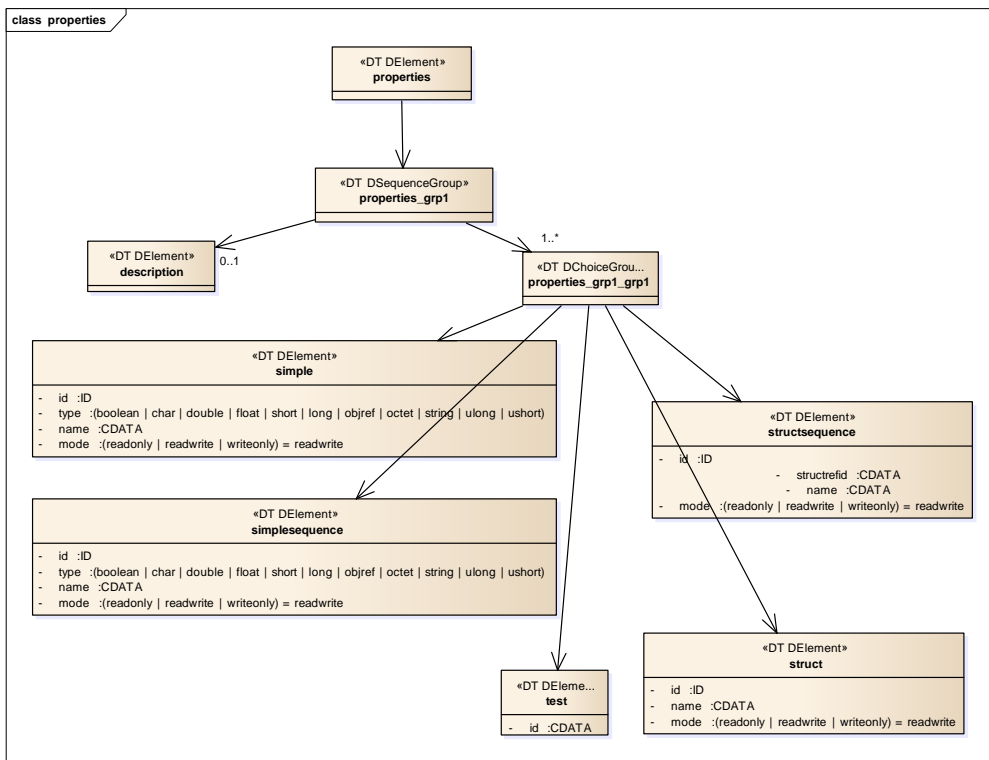 class properties
«DT DElement»
properties
«DT DSequenceGroup»
properties_grp1
«DT DElement»
description
0..1
1..*
«DT DChoiceGrou...
properties_grp1_grp1
«DT DElement»
simple
- id :ID
- type :(boolean | char | double | float | short | long | objref | octet | string | ulong | ushort)
- name :CDATA
- mode :(readonly | readwrite | writeonly) = readwrite
«DT DElement»
structsequence
- id :ID
- structrefid :CDATA
- name :CDATA
- mode :(readonly | readwrite | writeonly) = readwrite
«DT DElement»
simplesequence
- id :ID
- type :(boolean | char | double | float | short | long | objref | octet | string | ulong | ushort)
- name :CDATA
- mode :(readonly | readwrite | writeonly) = readwrite
«DT DElement»
struct
- id :ID
- name :CDATA
- mode :(readonly | readwrite | writeonly) = readwrite
«DT DEleme...
test
- id :CDATA